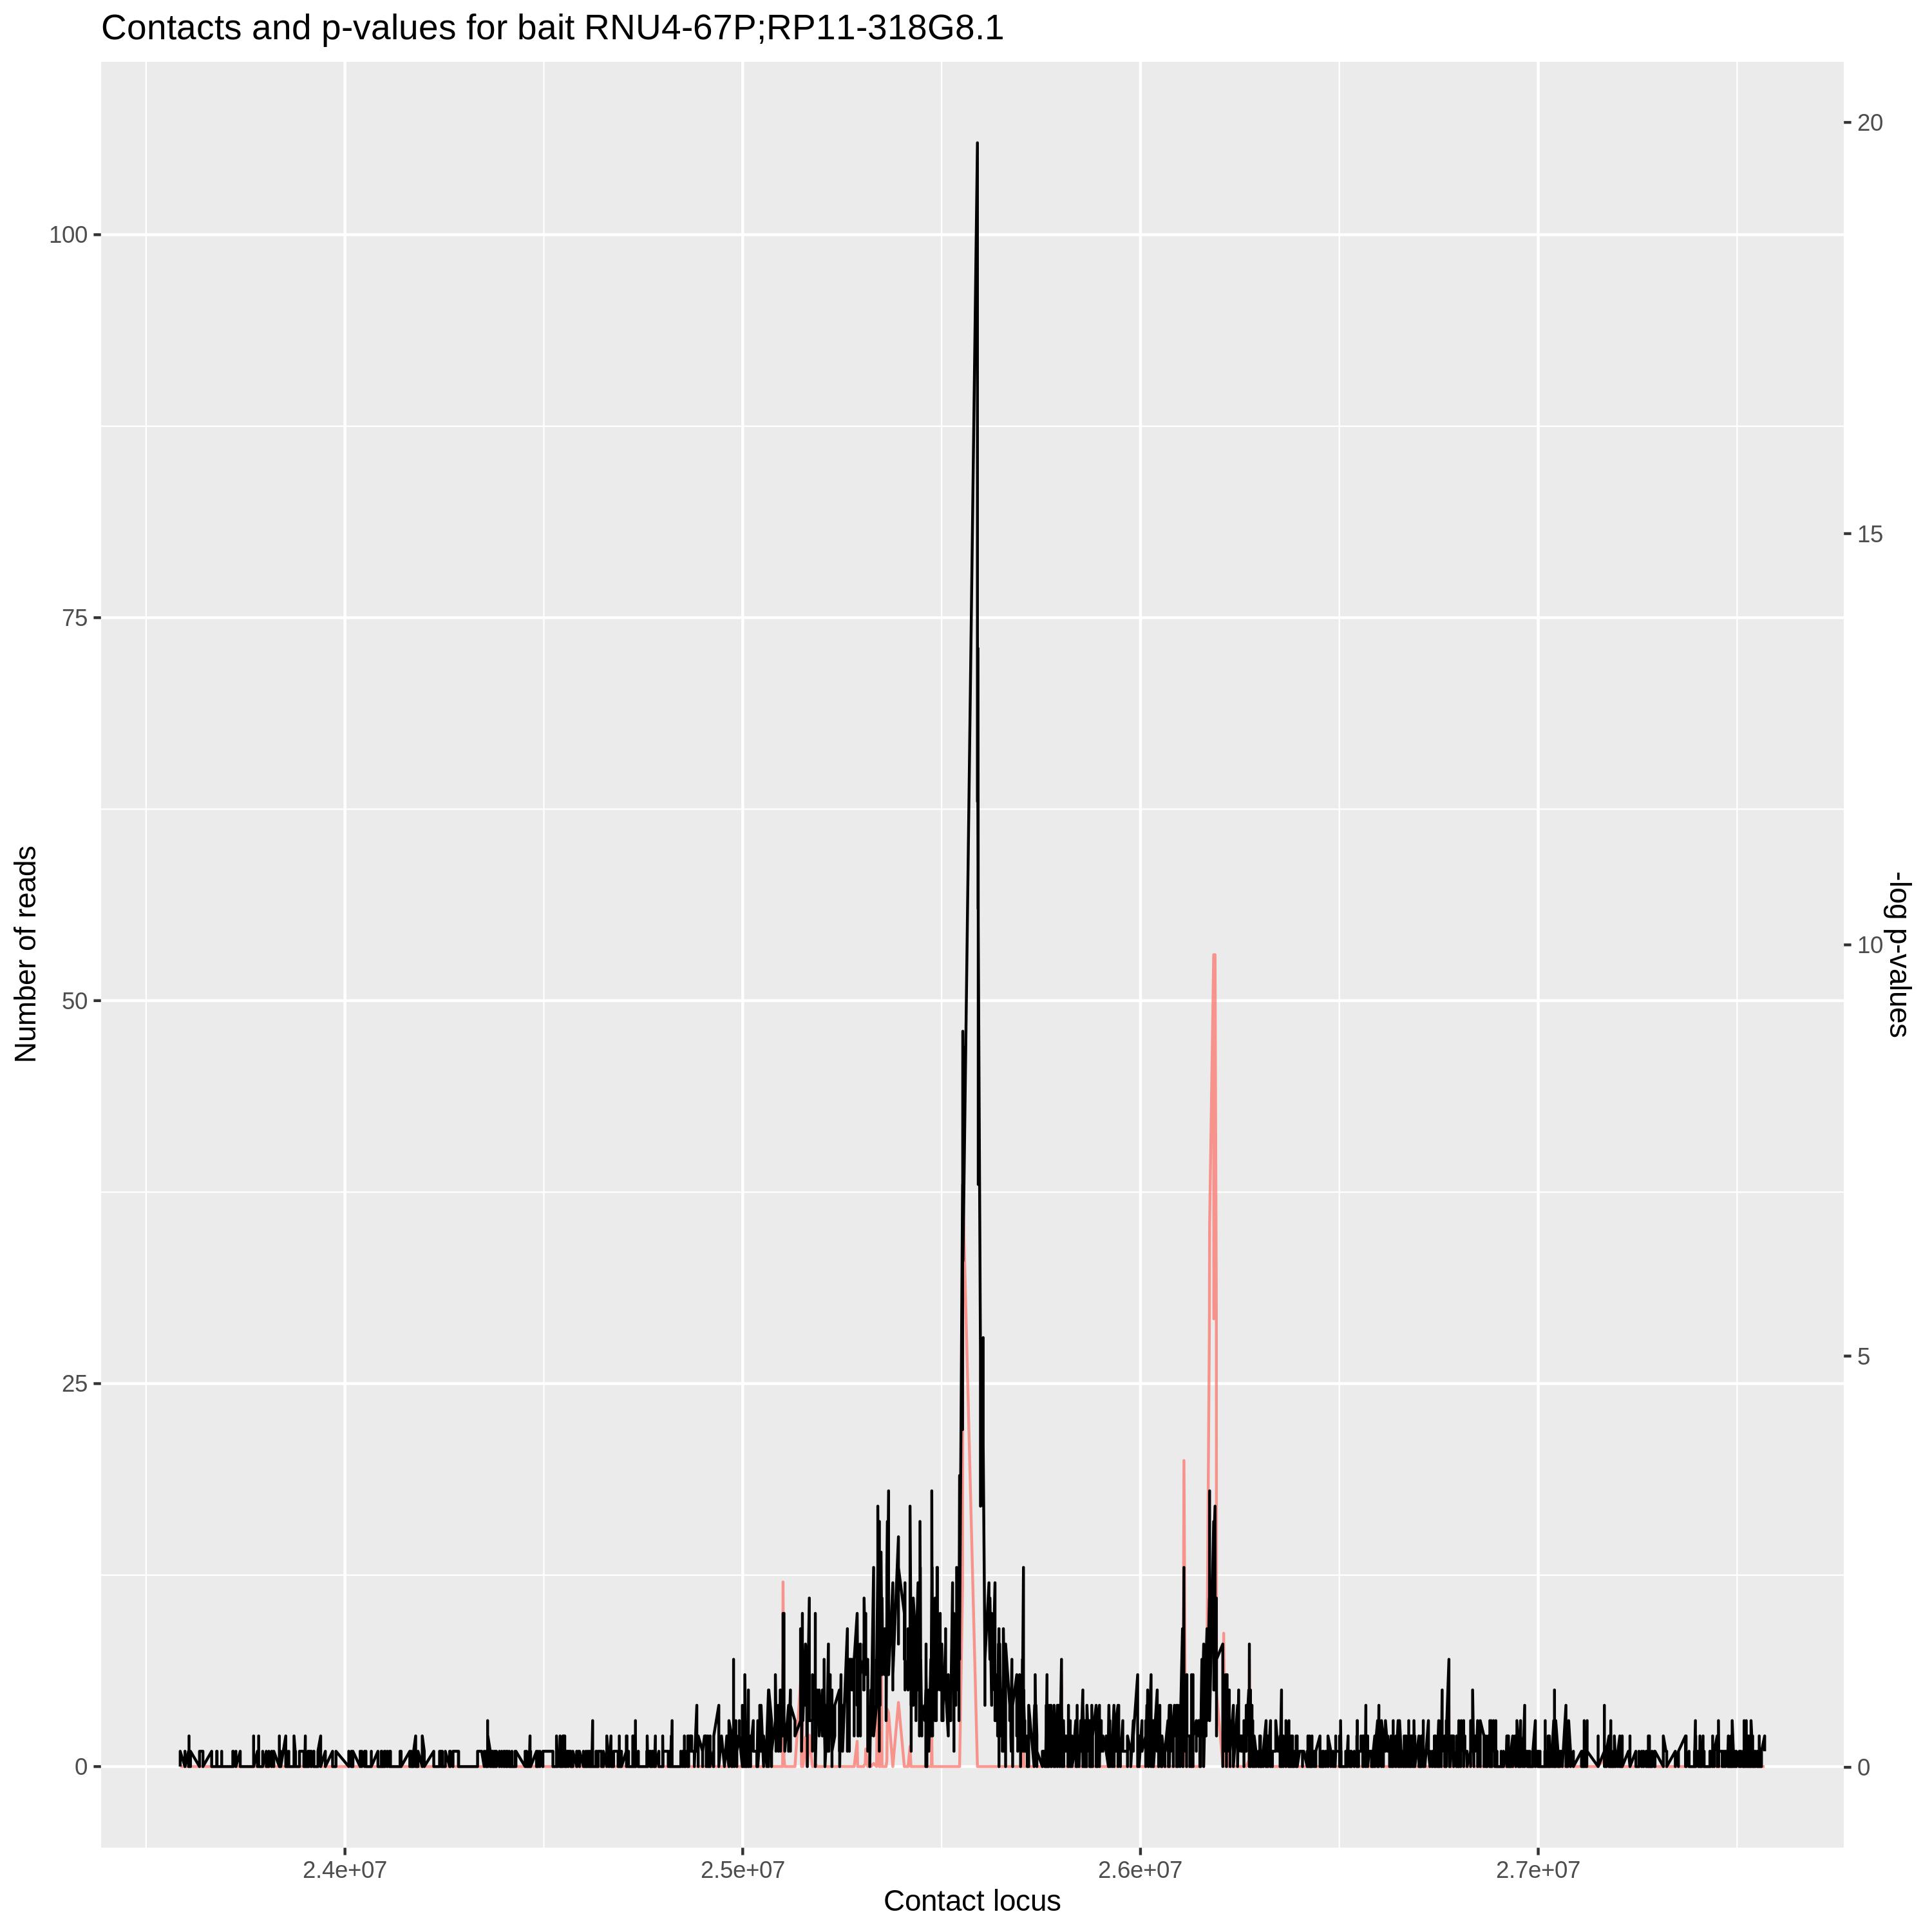 Contacts and p-values for bait RNU4-67P;RP11-318G8.1
Number of reads
100
75
50
25
0
20
15
10
5
0
-log p-values
2.4e+07
2.5e+07
2.6e+07
2.7e+07
Contact locus